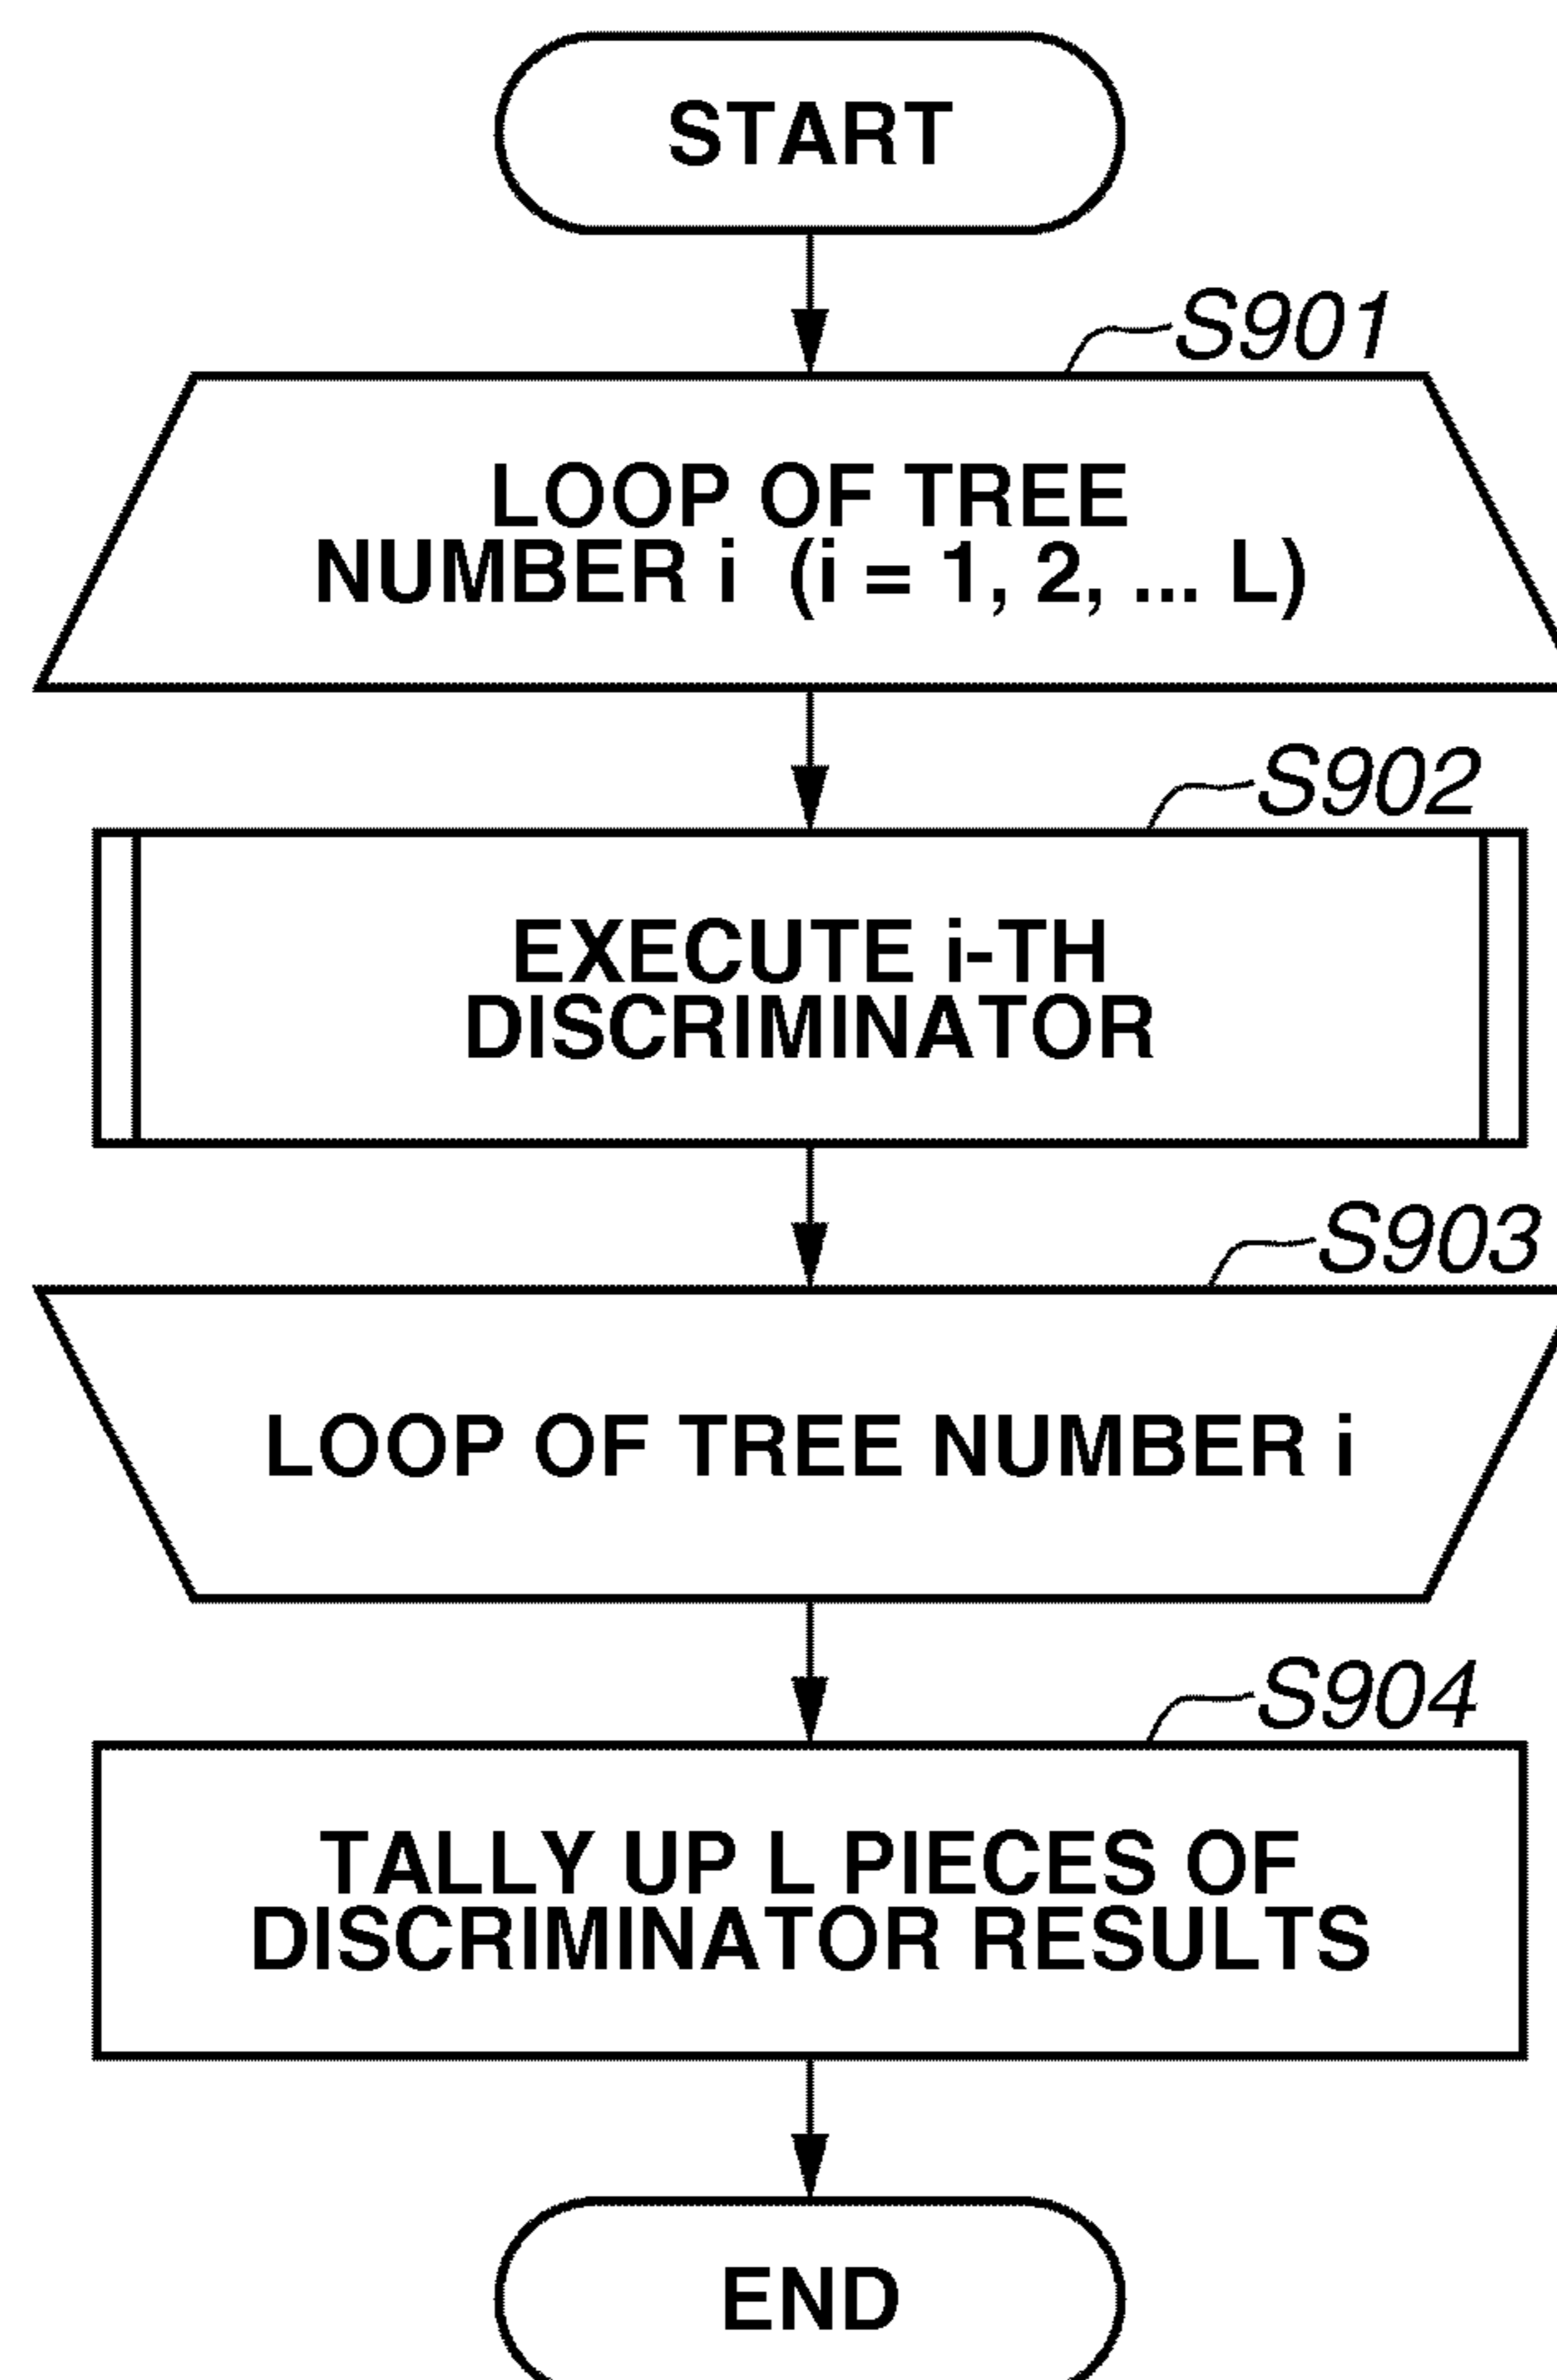 START
S901
LOOP OF TREE
NUMBER i (i = 1, 2, ... L)
S902
EXECUTE i-TH
DISCRIMINATOR
S903
LOOP OF TREE NUMBER i
S904
TALLY UP L PIECES OF
DISCRIMINATOR RESULTS
END